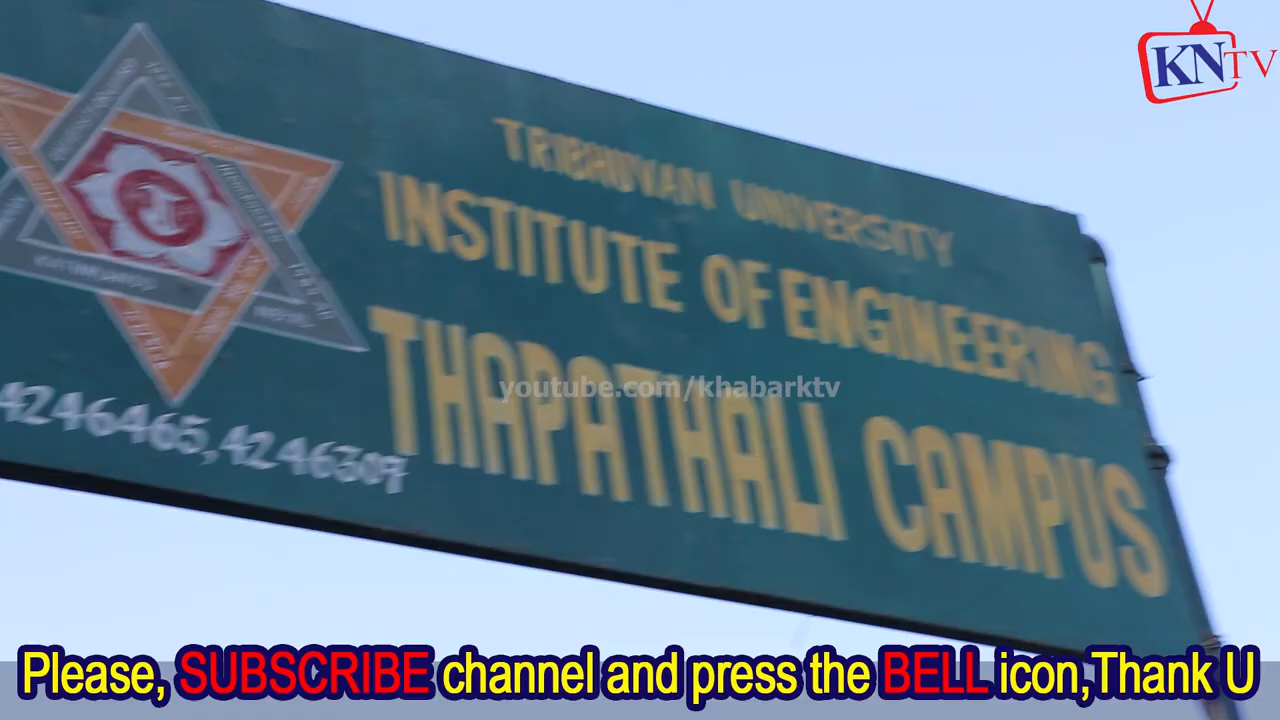 KNTV
TRIBHUVAN UNIVERSITY
INSTITUTE OF ENGINEERING
THAPATHALI CAMPUS
youtube.com/khabarktv
4246465, 4246307
Please, SUBSCRIBE channel and press the BELL icon,Thank U